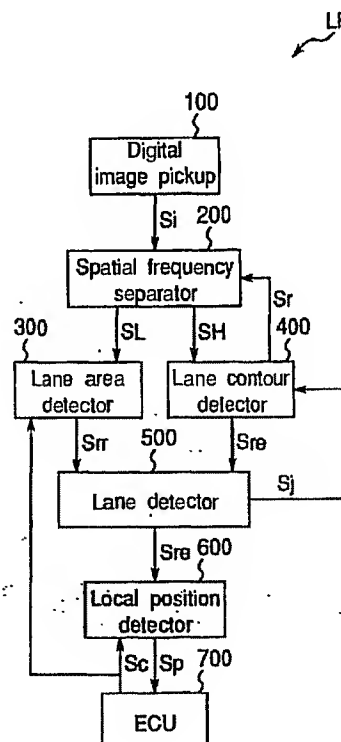 100
Digital
image pickup
Si
200
Spatial frequency
separator
Sr
300
SL
SH
400
Lane area
detector
Lane contour
detector
Srr
500
Sre
Lane detector
Sj
Sre
600
Local position
detector
Sc
Sp
700
ECU